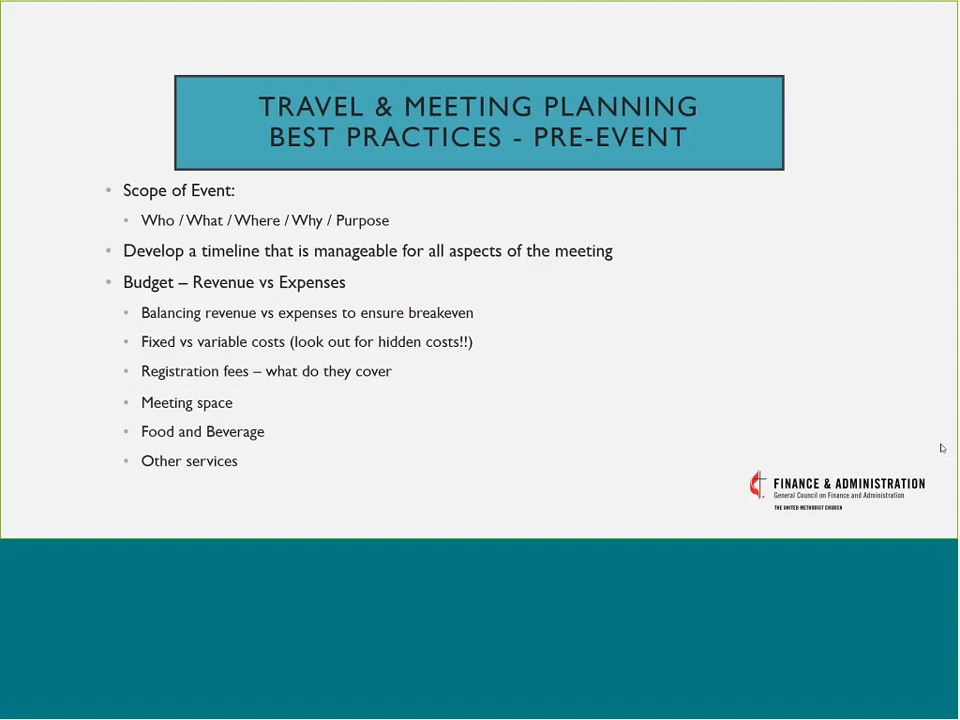 TRAVEL & MEETING PLANNING
BEST PRACTICES - PRE-EVENT
• Scope of Event:
• Who / What / Where / Why / Purpose
• Develop a timeline that is manageable for all aspects of the meeting
• Budget – Revenue vs Expenses
• Balancing revenue vs expenses to ensure breakeven
• Fixed vs variable costs (look out for hidden costs!!)
• Registration fees – what do they cover
• Meeting space
• Food and Beverage
• Other services
FINANCE & ADMINISTRATION
General Council on Finance and Administration
THE UNITED METHODIST CHURCH